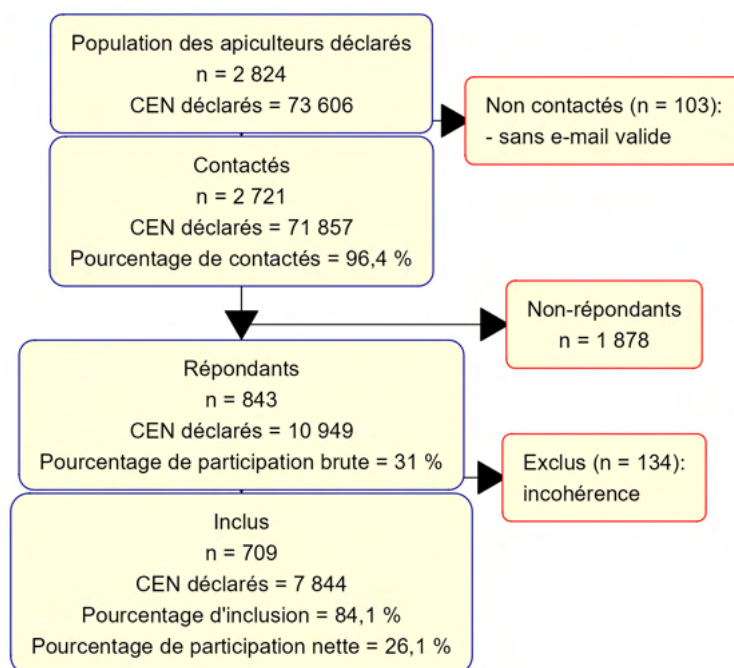 Population des apiculteurs déclarés
n = 2 824
CEN déclarés = 73 606
Non contactés (n = 103):
- sans e-mail valide
Contactés
n = 2 721
CEN déclarés = 71 857
Pourcentage de contactés = 96,4 %
Non-répondants
n = 1 878
Répondants
n = 843
CEN déclarés = 10 949
Pourcentage de participation brute = 31 %
Exclus (n = 134):
incohérence
Inclus
n = 709
CEN déclarés = 7 844
Pourcentage d'inclusion = 84,1 %
Pourcentage de participation nette = 26,1 %